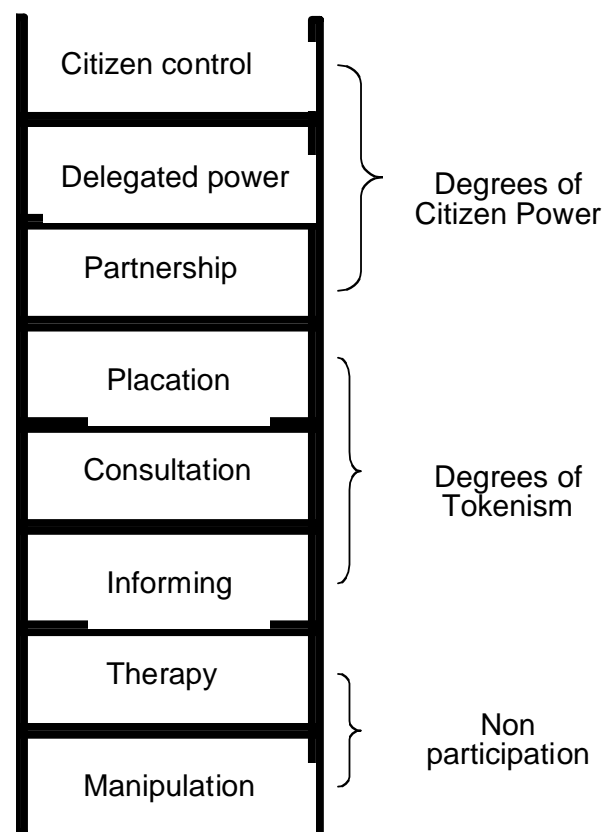 Citizen control
Delegated power
Partnership
Degrees of
Citizen Power
Placation
Consultation
Informing
Degrees of
Tokenism
Therapy
Manipulation
Non
participation